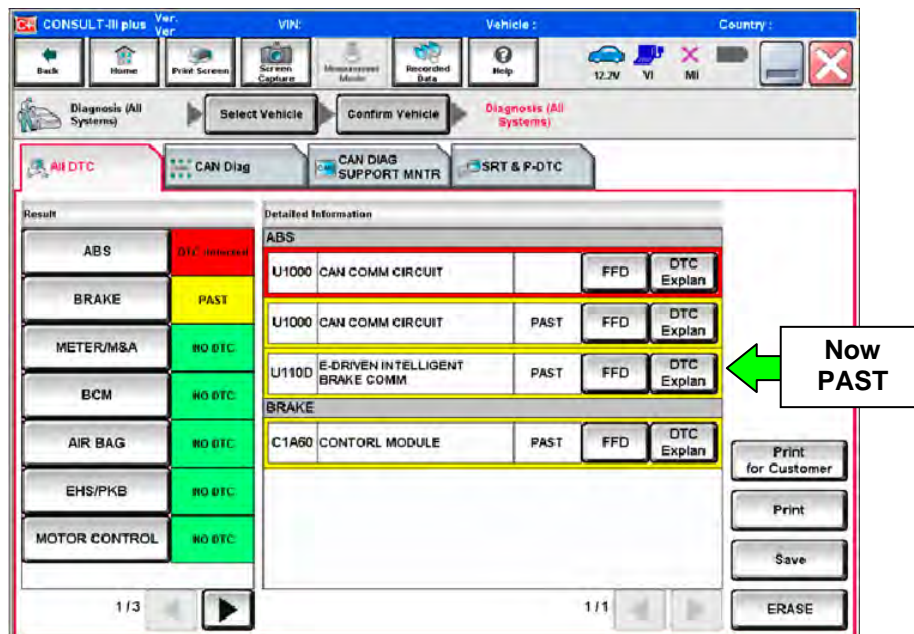 C+ CONSULT-III plus Ver. Ver VIN: Vehicle : Country :
Back Home Print Screen Screen Capture Measurement Mode Recorded Data Help 12.2V VI MI
Diagnosis (All Systems) Select Vehicle Confirm Vehicle Diagnosis (All Systems)
All DTC CAN Diag CAN DIAG SUPPORT MNTR SRT & P-DTC
Result Detailed Information
ABS DTC detected
BRAKE PAST
METER/M&A NO DTC
BCM NO DTC
AIR BAG NO DTC
EHS/PKB NO DTC
MOTOR CONTROL NO DTC
1/3
ABS
U1000 CAN COMM CIRCUIT FFD DTC Explan
U1000 CAN COMM CIRCUIT PAST FFD DTC Explan
U110D E-DRIVEN INTELLIGENT BRAKE COMM PAST FFD DTC Explan
BRAKE
C1A60 CONTORL MODULE PAST FFD DTC Explan
1/1
Now
PAST
Print
for Customer
Print
Save
ERASE